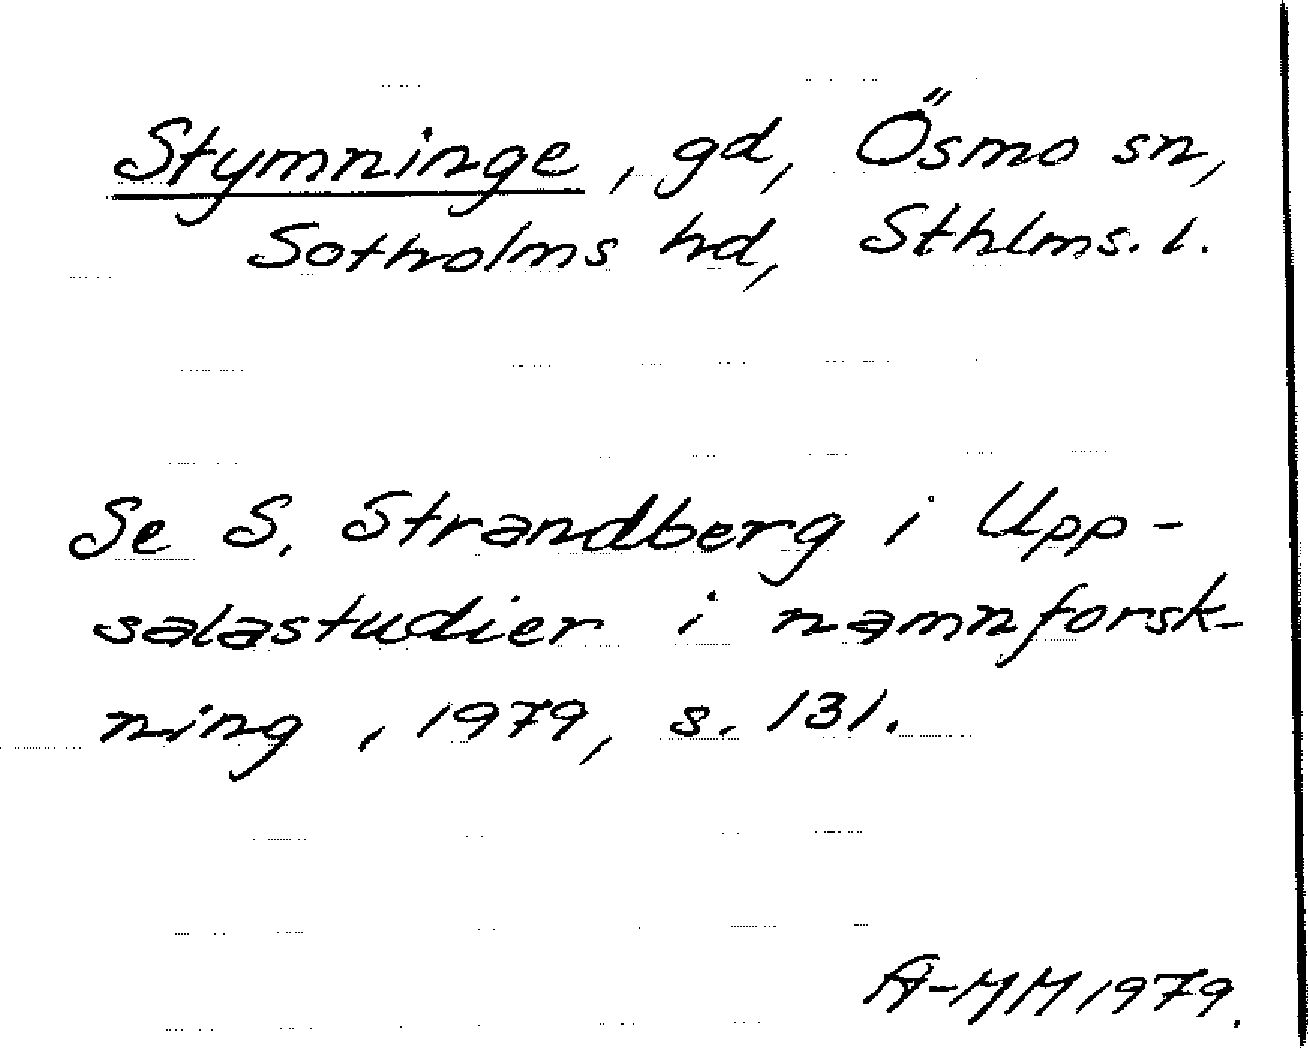 Stymninge, gd, Ösmo sn,
Sotholms hd, Sthlms. l.
Se S. Strandberg i Upp-
salastudier i namnforsk-
ning, 1979, s. 131.
A-MM 1979.